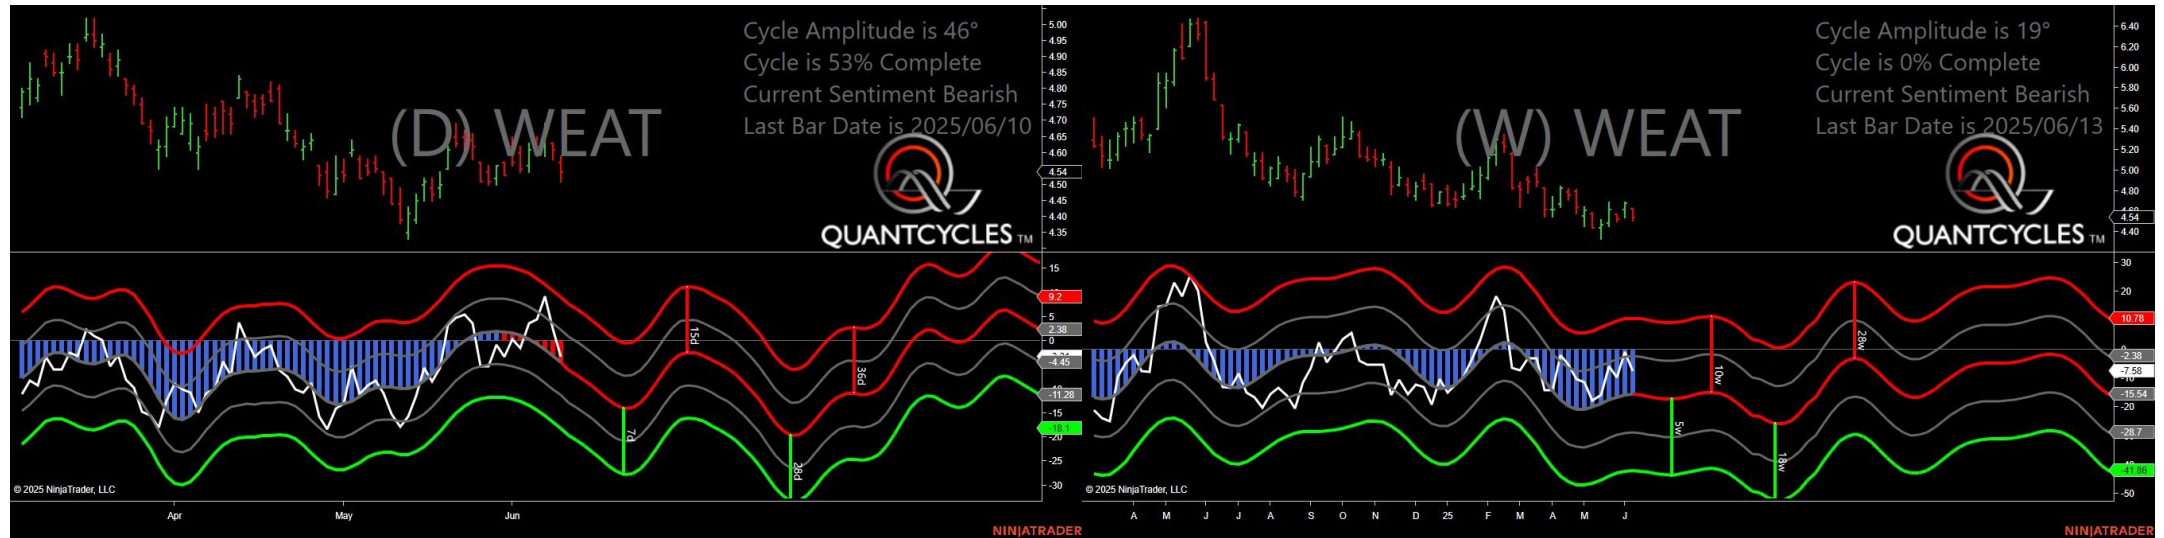 Cycle Amplitude is 46°
Cycle is 53% Complete
Current Sentiment Bearish
Last Bar Date is 2025/06/10
(D) WEAT
QUANTCYCLES TM
5.00
4.95
4.90
4.85
4.80
4.75
4.70
4.65
4.60
4.54
4.50
4.45
4.40
4.35
15
9.2
5
2.38
0
-4.45
-11.28
-15
-18.1
-20
-25
-30
7d
15d
28d
36d
© 2025 NinjaTrader, LLC
Apr May Jun
NINJATRADER
Cycle Amplitude is 19°
Cycle is 0% Complete
Current Sentiment Bearish
Last Bar Date is 2025/06/13
(W) WEAT
QUANTCYCLES TM
6.40
6.20
6.00
5.80
5.60
5.40
5.20
5.00
4.80
4.54
4.40
30
20
10.78
-2.38
-7.58
-15.54
-20
-28.7
-41.86
-50
5w
10w
18w
28w
© 2025 NinjaTrader, LLC
A M J J A S O N D 25 F M A M J
NINJATRADER